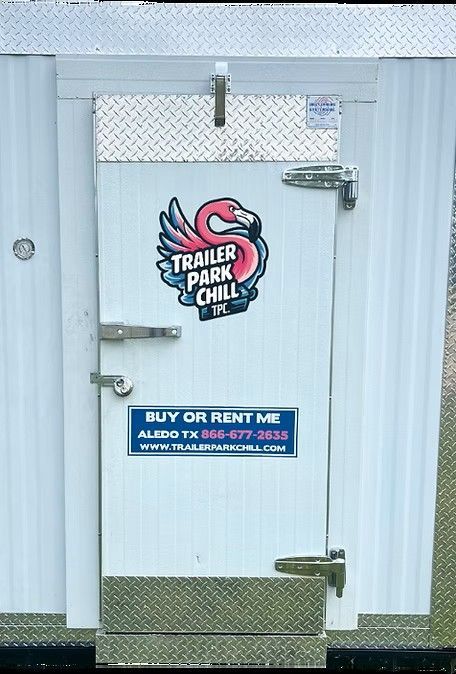 TRAILER
PARK
CHILL
TPC.
BUY OR RENT ME
ALEDO TX 866-677-2635
WWW.TRAILERPARKCHILL.COM